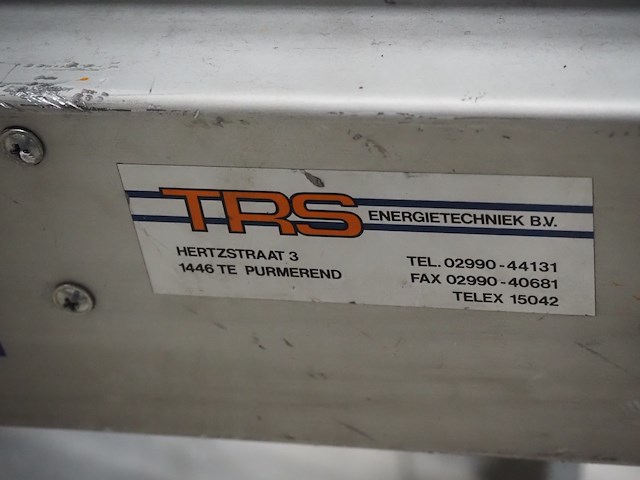 TRS ENERGIETECHNIEK B.V.
HERTZSTRAAT 3
1446 TE PURMEREND
TEL. 02990-44131
FAX 02990-40681
TELEX 15042